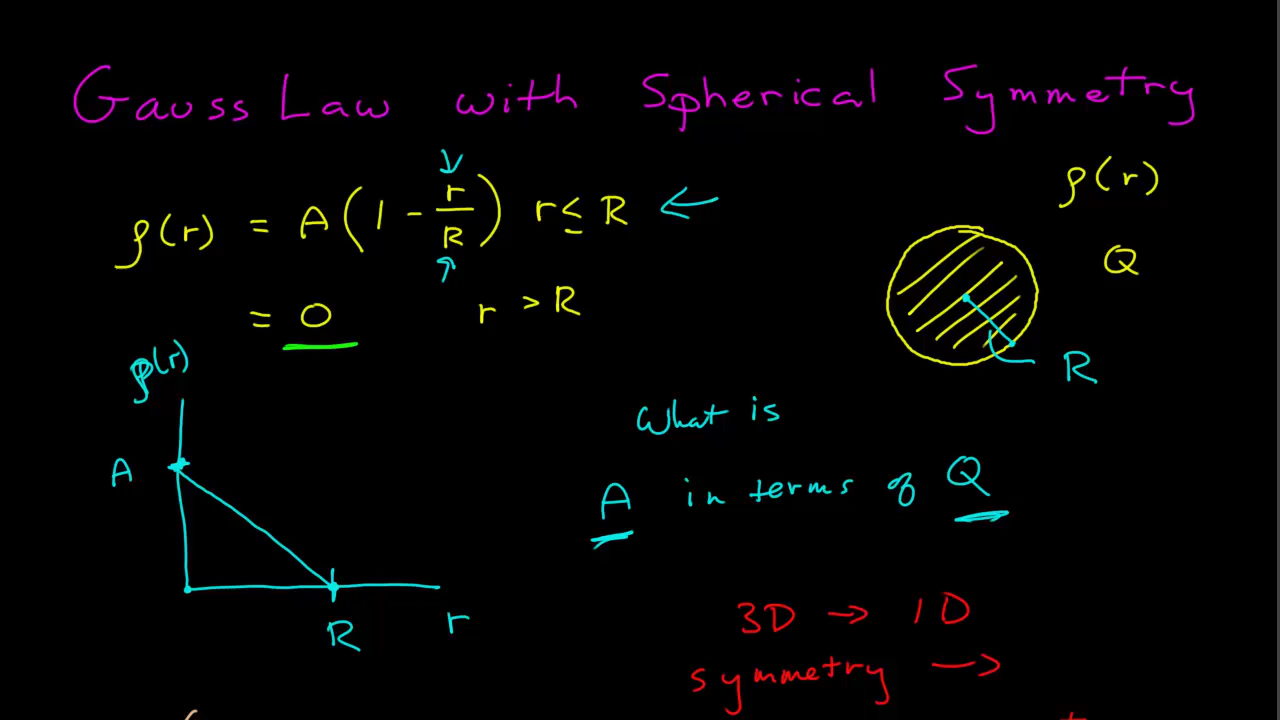 Gauss Law with Spherical Symmetry
ρ(r) = A(1 - r/R) r ≤ R
= 0 r > R
ρ(r)
Q
R
ρ(r)
A
R
r
What is
A in terms of Q
3D → 1D
symmetry →